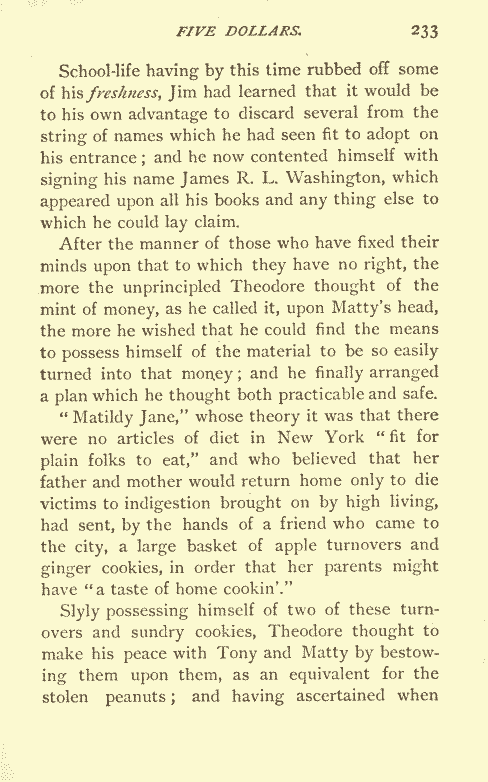 FIVE DOLLARS. 233
School-life having by this time rubbed off some
of his freshness, Jim had learned that it would be
to his own advantage to discard several from the
string of names which he had seen fit to adopt on
his entrance; and he now contented himself with
signing his name James R. L. Washington, which
appeared upon all his books and any thing else to
which he could lay claim.
After the manner of those who have fixed their
minds upon that to which they have no right, the
more the unprincipled Theodore thought of the
mint of money, as he called it, upon Matty's head,
the more he wished that he could find the means
to possess himself of the material to be so easily
turned into that money; and he finally arranged
a plan which he thought both practicable and safe.
"Matildy Jane," whose theory it was that there
were no articles of diet in New York "fit for
plain folks to eat," and who believed that her
father and mother would return home only to die
victims to indigestion brought on by high living,
had sent, by the hands of a friend who came to
the city, a large basket of apple turnovers and
ginger cookies, in order that her parents might
have "a taste of home cookin'."
Slyly possessing himself of two of these turn-
overs and sundry cookies, Theodore thought to
make his peace with Tony and Matty by bestow-
ing them upon them, as an equivalent for the
stolen peanuts; and having ascertained when